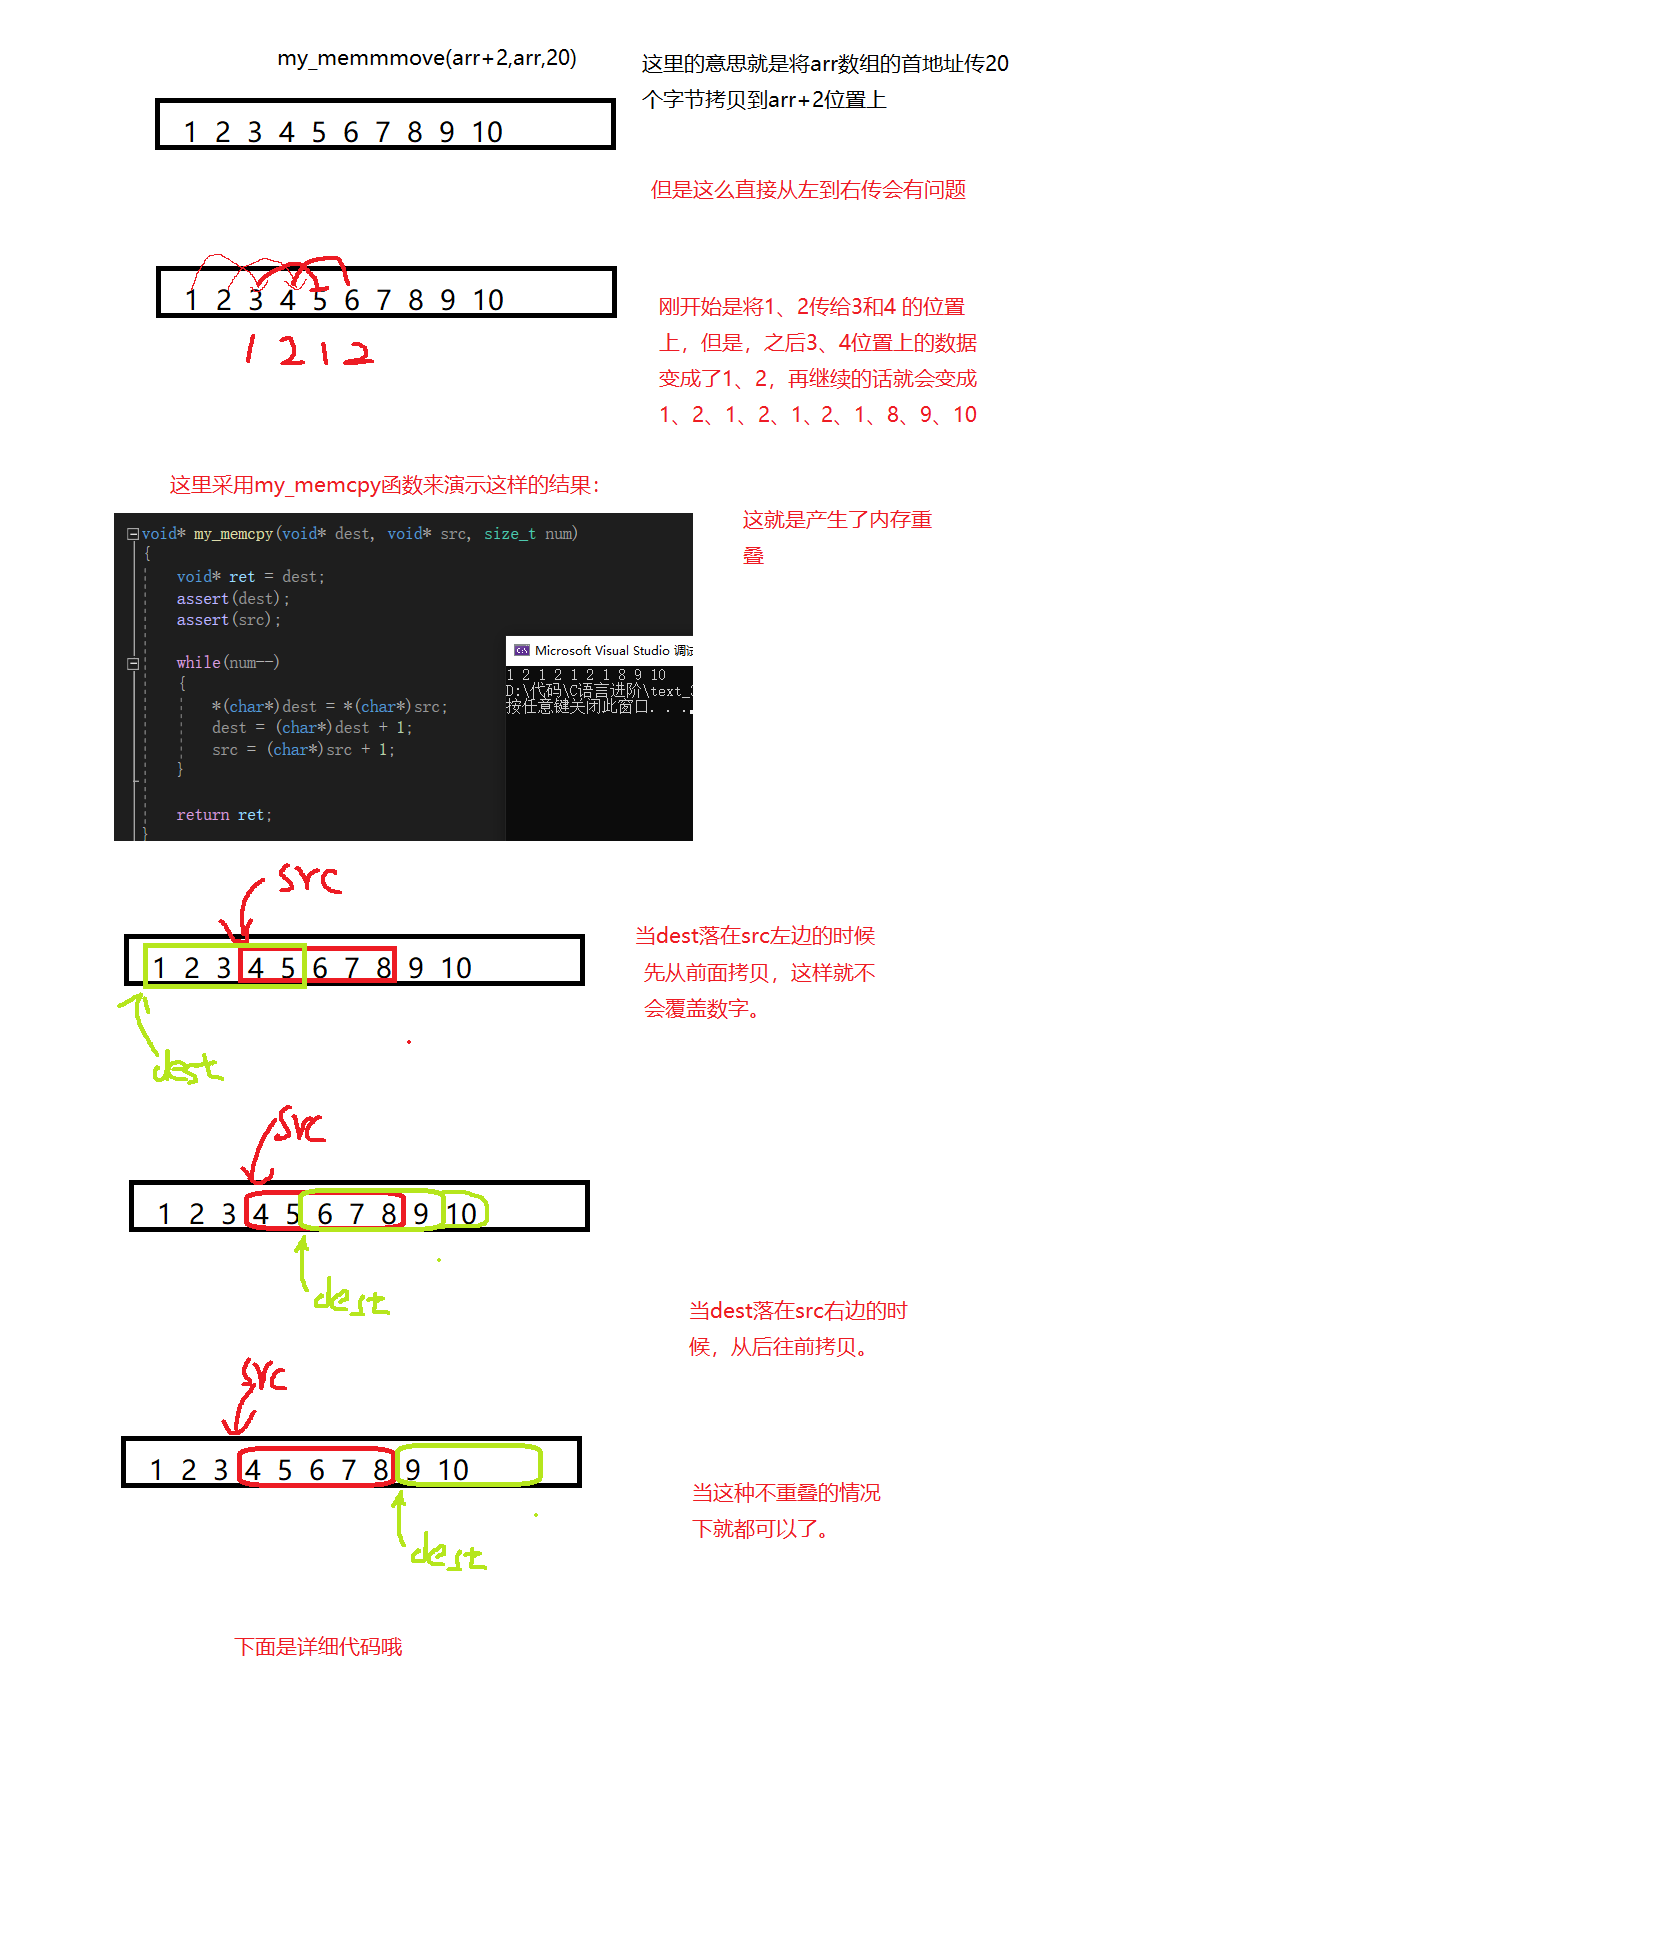 my_memmmove(arr+2,arr,20)
这里的意思就是将arr数组的首地址传20
个字节拷贝到arr+2位置上
1 2 3 4 5 6 7 8 9 10
但是这么直接从左到右传会有问题
1 2 3 4 5 6 7 8 9 10
1 2 1 2
刚开始是将1、2传给3和4 的位置
上，但是，之后3、4位置上的数据
变成了1、2，再继续的话就会变成
1、2、1、2、1、2、1、8、9、10
这里采用my_memcpy函数来演示这样的结果：
这就是产生了内存重
叠
void* my_memcpy(void* dest, void* src, size_t num)
{
void* ret = dest;
assert(dest);
assert(src);
while(num--)
{
*(char*)dest = *(char*)src;
dest = (char*)dest + 1;
src = (char*)src + 1;
}
return ret;
}
Microsoft Visual Studio 调试
1 2 1 2 1 2 1 8 9 10
D:\代码\C语言进阶\text_3
按任意键关闭此窗口. . .
src
1 2 3 4 5 6 7 8 9 10
dest
当dest落在src左边的时候
先从前面拷贝，这样就不
会覆盖数字。
src
1 2 3 4 5 6 7 8 9 10
dest
当dest落在src右边的时
候，从后往前拷贝。
src
1 2 3 4 5 6 7 8 9 10
dest
当这种不重叠的情况
下就都可以了。
下面是详细代码哦